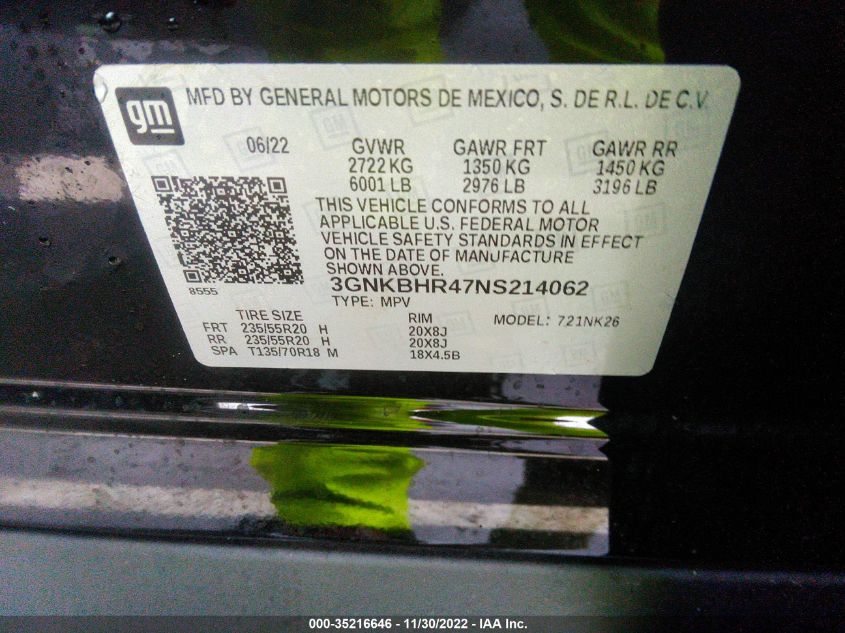 gm
MFD BY GENERAL MOTORS DE MEXICO, S. DE R.L. DE C.V.
06/22 GVWR GAWR FRT GAWR RR
2722 KG 1350 KG 1450 KG
6001 LB 2976 LB 3196 LB
THIS VEHICLE CONFORMS TO ALL
APPLICABLE U.S. FEDERAL MOTOR
VEHICLE SAFETY STANDARDS IN EFFECT
ON THE DATE OF MANUFACTURE
SHOWN ABOVE.
8555
3GNKBHR47NS214062
TYPE: MPV
TIRE SIZE RIM MODEL: 721NK26
FRT 235/55R20 H 20X8J
RR 235/55R20 H 20X8J
SPA T135/70R18 M 18X4.5B
000-35216646 - 11/30/2022 - IAA Inc.